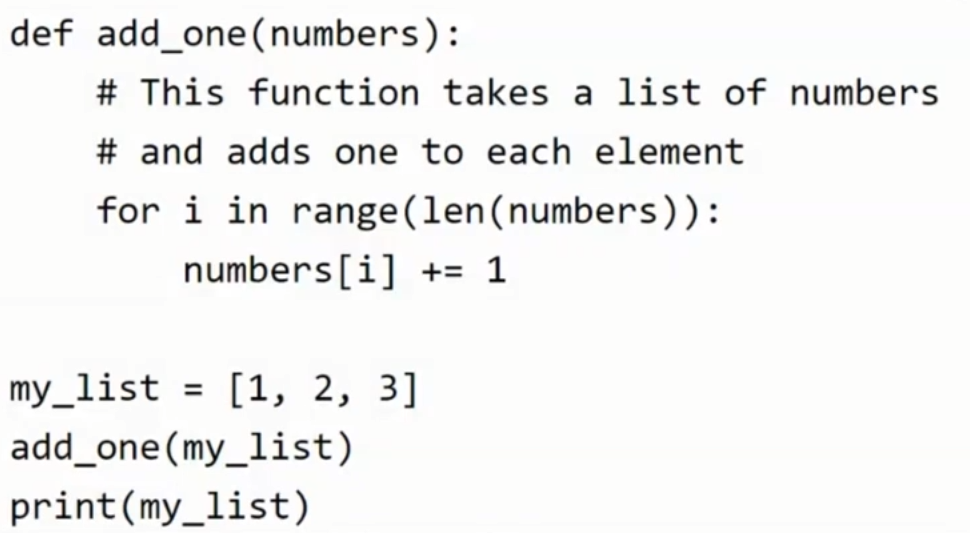 def add_one(numbers):
    # This function takes a list of numbers
    # and adds one to each element
    for i in range(len(numbers)):
        numbers[i] += 1

my_list = [1, 2, 3]
add_one(my_list)
print(my_list)